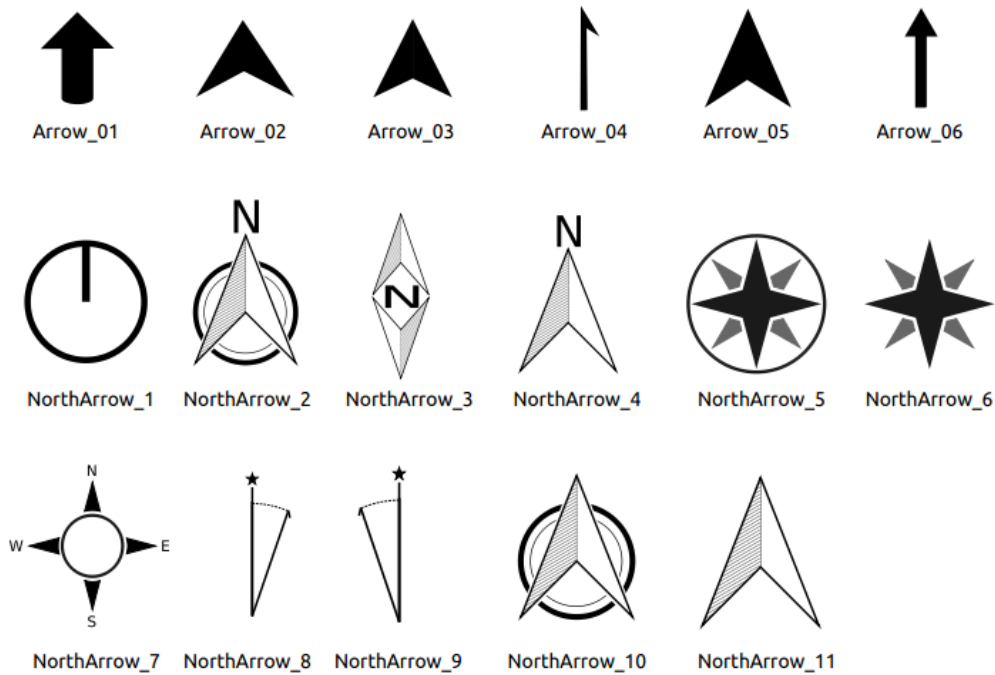 Arrow_01 Arrow_02 Arrow_03 Arrow_04 Arrow_05 Arrow_06
N N N
NorthArrow_1 NorthArrow_2 NorthArrow_3 NorthArrow_4 NorthArrow_5 NorthArrow_6
N
W E
S
NorthArrow_7 NorthArrow_8 NorthArrow_9 NorthArrow_10 NorthArrow_11